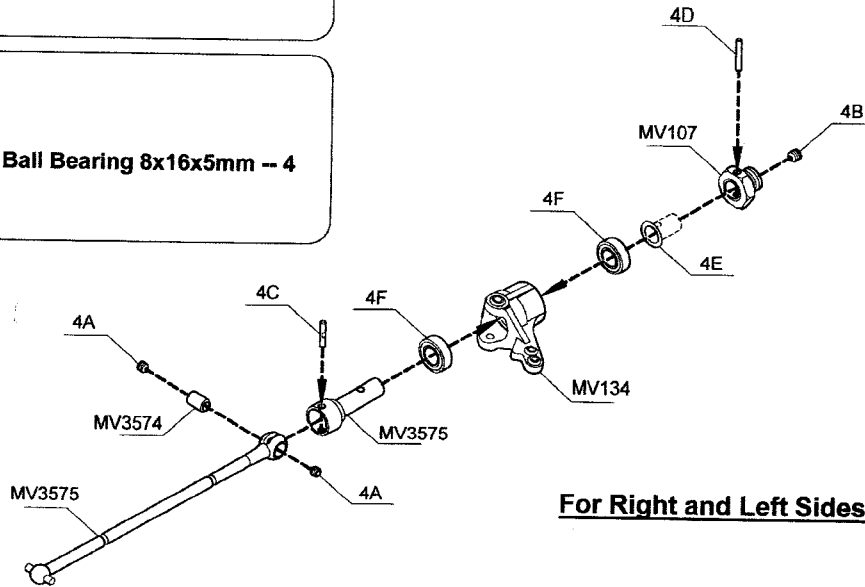 4D
4B
MV107
Ball Bearing 8x16x5mm -- 4
4F
4E
4C
4F
4A
MV134
MV3574
MV3575
MV3575
4A
For Right and Left Sides